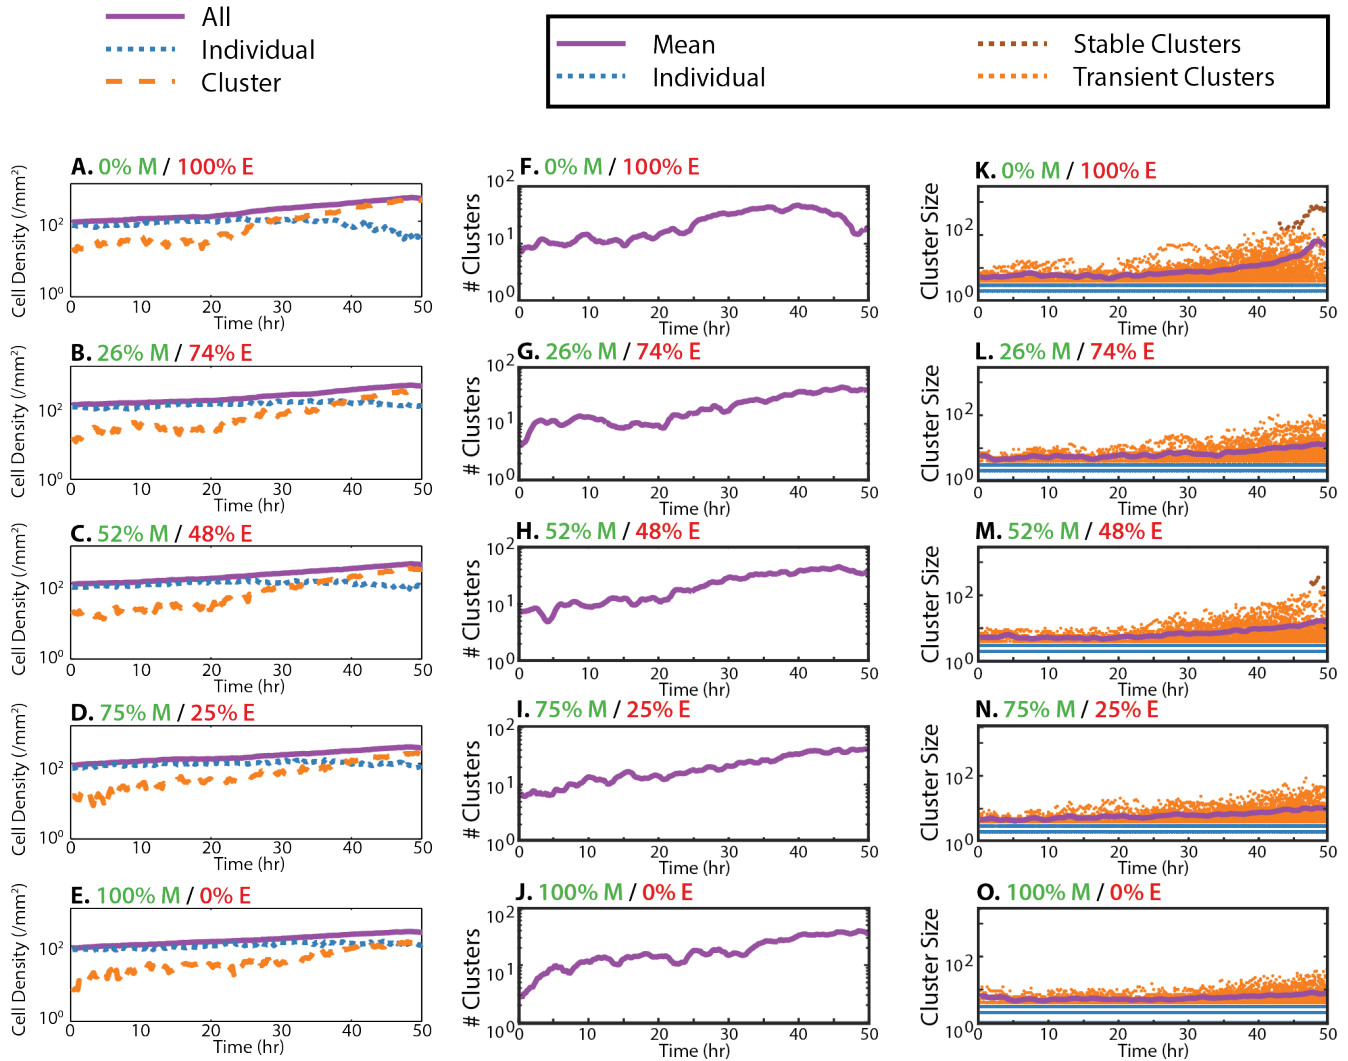 All
Individual
Cluster
Mean
Individual
Stable Clusters
Transient Clusters
A. 0% M / 100% E
Cell Density (/mm²)
10²
10⁰
0 10 20 30 40 50
Time (hr)
F. 0% M / 100% E
# Clusters
10²
10¹
10⁰
0 10 20 30 40 50
Time (hr)
K. 0% M / 100% E
Cluster Size
10²
10⁰
0 10 20 30 40 50
Time (hr)
B. 26% M / 74% E
Cell Density (/mm²)
10²
10⁰
0 10 20 30 40 50
Time (hr)
G. 26% M / 74% E
# Clusters
10²
10¹
10⁰
0 10 20 30 40 50
Time (hr)
L. 26% M / 74% E
Cluster Size
10²
10⁰
0 10 20 30 40 50
Time (hr)
C. 52% M / 48% E
Cell Density (/mm²)
10²
10⁰
0 10 20 30 40 50
Time (hr)
H. 52% M / 48% E
# Clusters
10²
10¹
10⁰
0 10 20 30 40 50
Time (hr)
M. 52% M / 48% E
Cluster Size
10²
10⁰
0 10 20 30 40 50
Time (hr)
D. 75% M / 25% E
Cell Density (/mm²)
10²
10⁰
0 10 20 30 40 50
Time (hr)
I. 75% M / 25% E
# Clusters
10²
10¹
10⁰
0 10 20 30 40 50
Time (hr)
N. 75% M / 25% E
Cluster Size
10²
10⁰
0 10 20 30 40 50
Time (hr)
E. 100% M / 0% E
Cell Density (/mm²)
10²
10⁰
0 10 20 30 40 50
Time (hr)
J. 100% M / 0% E
# Clusters
10²
10¹
10⁰
0 10 20 30 40 50
Time (hr)
O. 100% M / 0% E
Cluster Size
10²
10⁰
0 10 20 30 40 50
Time (hr)